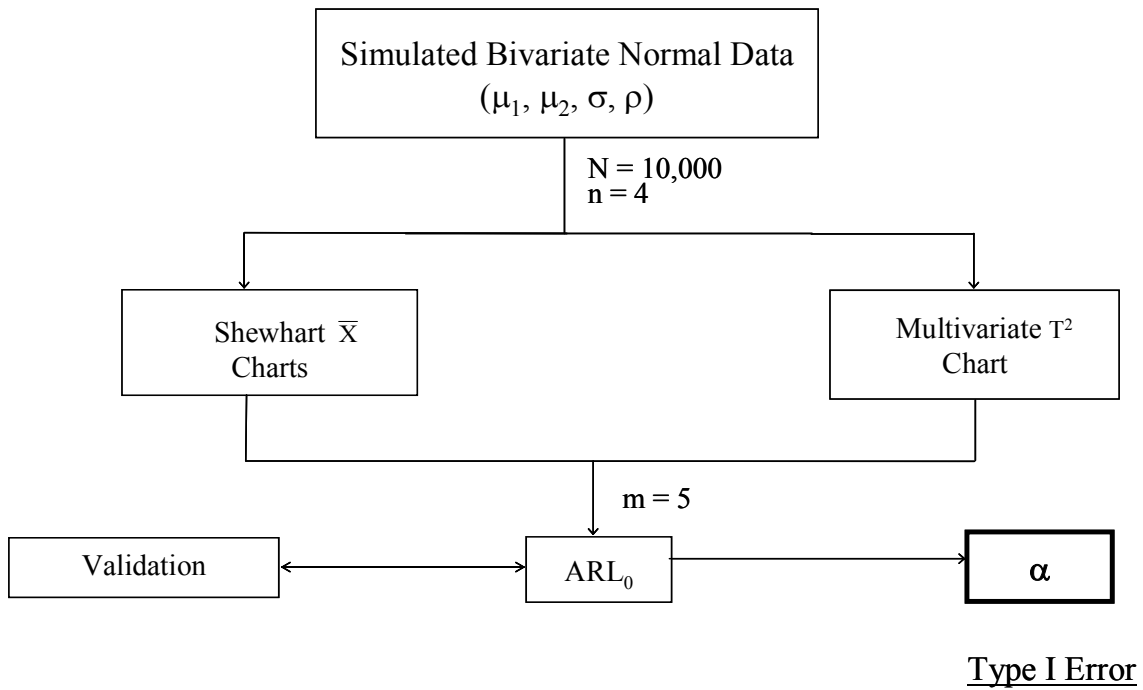 Simulated Bivariate Normal Data
(μ₁, μ₂, σ, ρ)
N = 10,000
n = 4
Shewhart X̅
Charts
Multivariate T²
Chart
m = 5
Validation
ARL₀
α
Type I Error